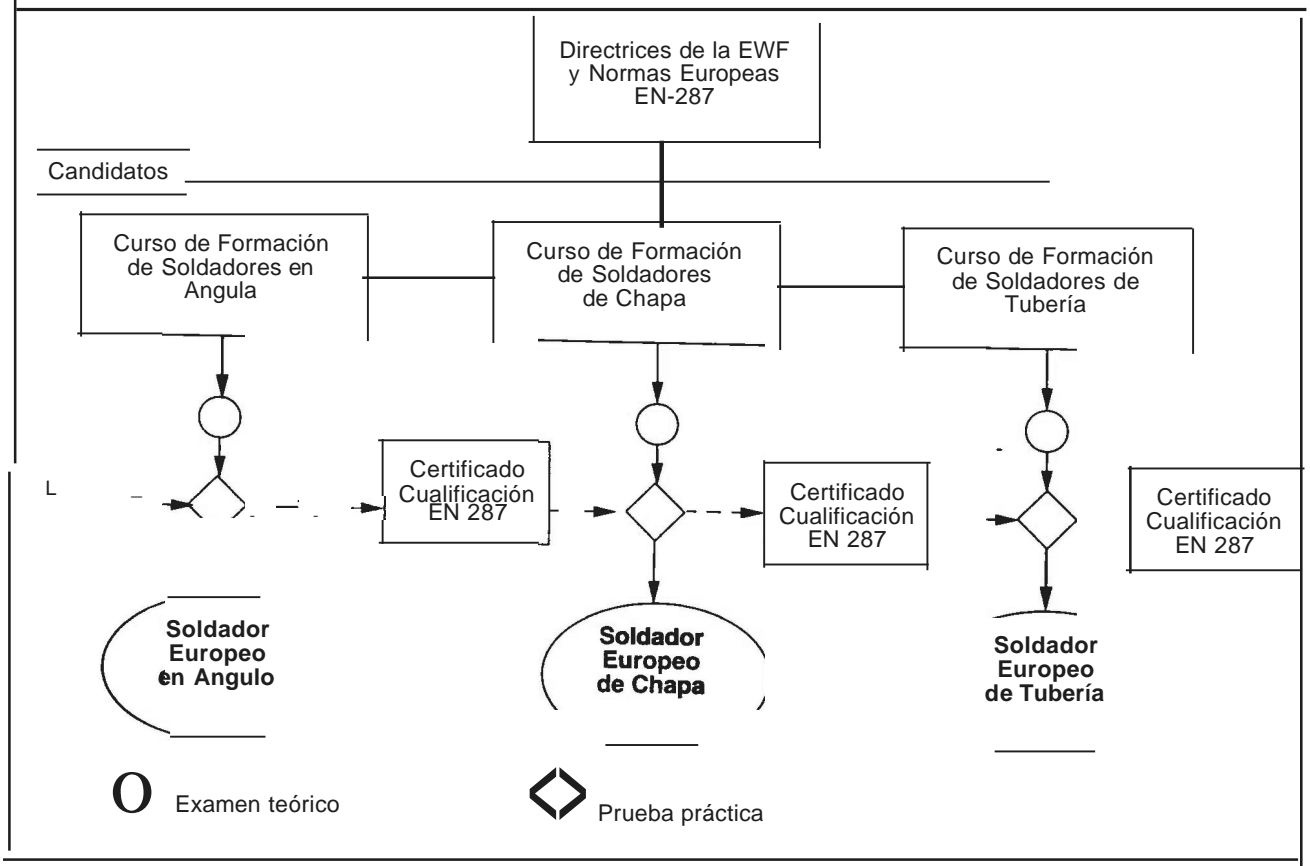 Directrices de la EWF
y Normas Europeas
EN-287
Candidatos
Curso de Formación
de Soldadores en
Angula
Curso de Formación
de Soldadores
de Chapa
Curso de Formación
de Soldadores de
Tubería
L
Certificado
Cualificación
EN 287
Certificado
Cualificación
EN 287
Certificado
Cualificación
EN 287
Soldador
Europeo
en Angulo
Soldador
Europeo
de Chapa
Soldador
Europeo
de Tubería
O Examen teórico
Prueba práctica